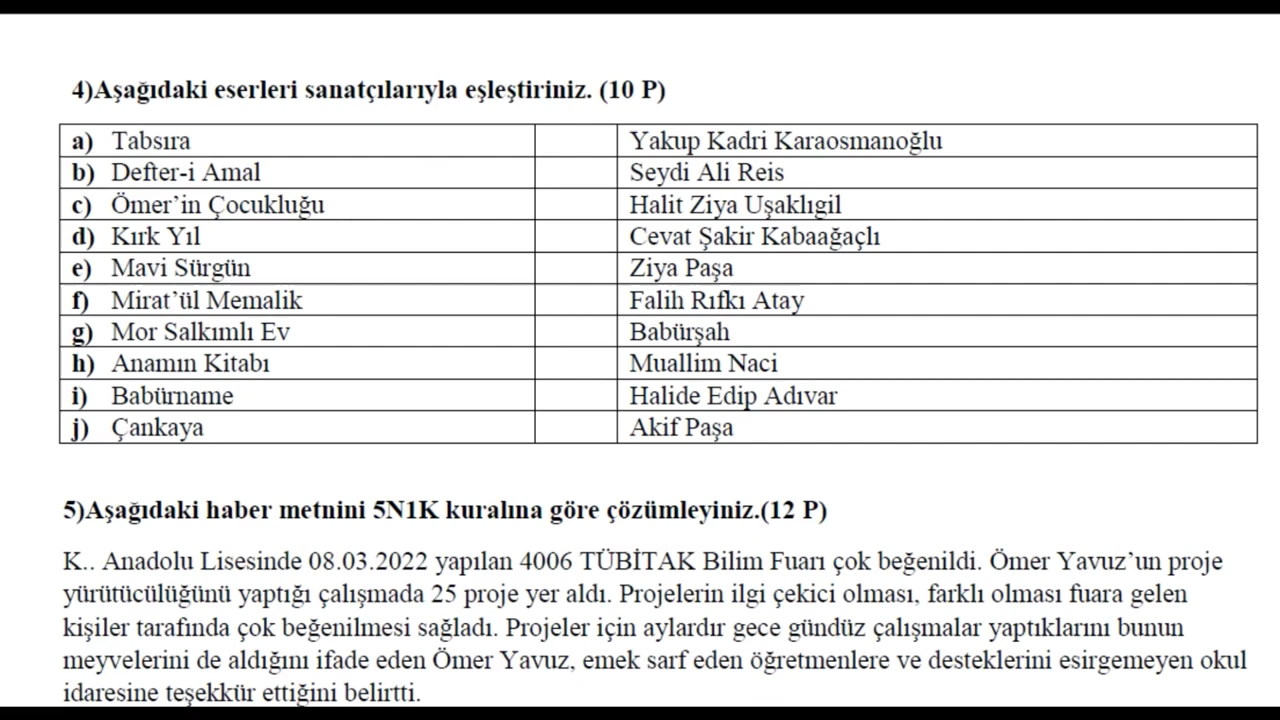 4)Aşağıdaki eserleri sanatçılarıyla eşleştiriniz. (10 P)
a) Tabsıra Yakup Kadri Karaosmanoğlu
b) Defter-i Amal Seydi Ali Reis
c) Ömer’in Çocukluğu Halit Ziya Uşaklıgil
d) Kırk Yıl Cevat Şakir Kabaağaçlı
e) Mavi Sürgün Ziya Paşa
f) Mirat’ül Memalik Falih Rıfkı Atay
g) Mor Salkımlı Ev Babürşah
h) Anamın Kitabı Muallim Naci
i) Babürname Halide Edip Adıvar
j) Çankaya Akif Paşa
5)Aşağıdaki haber metnini 5N1K kuralına göre çözümleyiniz.(12 P)
K.. Anadolu Lisesinde 08.03.2022 yapılan 4006 TÜBİTAK Bilim Fuarı çok beğenildi. Ömer Yavuz’un proje
yürütücülüğünü yaptığı çalışmada 25 proje yer aldı. Projelerin ilgi çekici olması, farklı olması fuara gelen
kişiler tarafında çok beğenilmesi sağladı. Projeler için aylardır gece gündüz çalışmalar yaptıklarını bunun
meyvelerini de aldığını ifade eden Ömer Yavuz, emek sarf eden öğretmenlere ve desteklerini esirgemeyen okul
idaresine teşekkür ettiğini belirtti.